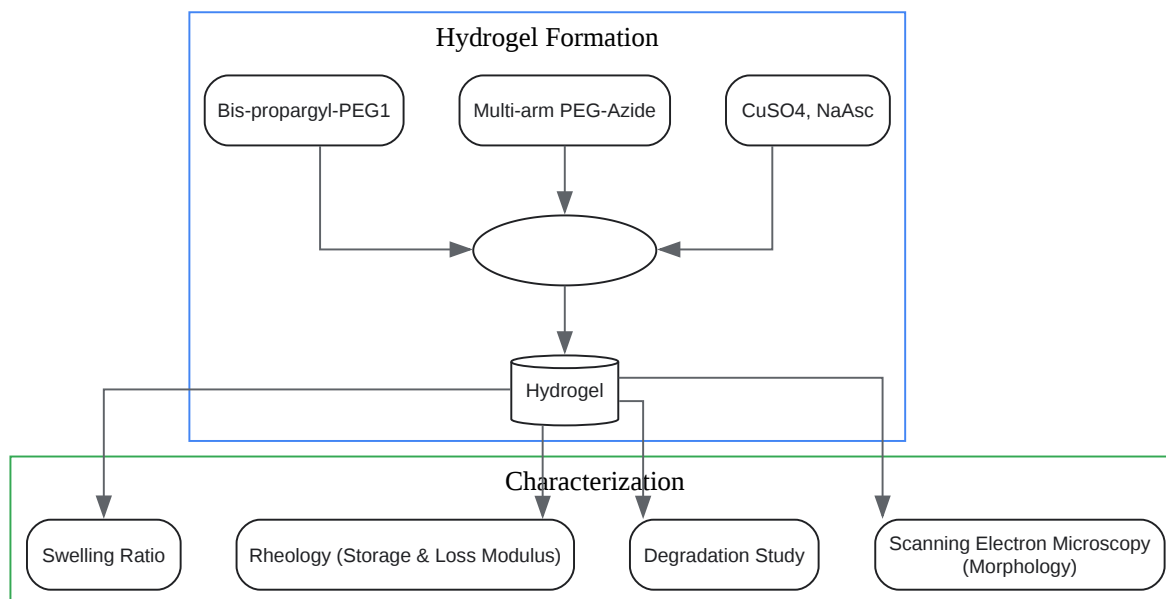 Hydrogel Formation
Bis-propargyl-PEG1
Multi-arm PEG-Azide
CuSO4, NaAsc
Hydrogel
Characterization
Swelling Ratio
Rheology (Storage & Loss Modulus)
Degradation Study
Scanning Electron Microscopy
(Morphology)